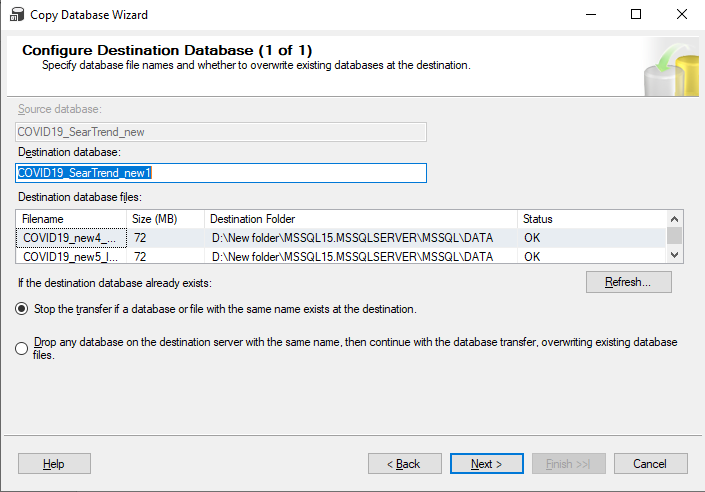 Copy Database Wizard
Configure Destination Database (1 of 1)
Specify database file names and whether to overwrite existing databases at the destination.
Source database:
COVID19_SearTrend_new
Destination database:
COVID19_SearTrend_new1
Destination database files:
Filename Size (MB) Destination Folder Status
COVID19_new4_... 72 D:\New folder\MSSQL15.MSSQLSERVER\MSSQL\DATA OK
COVID19_new5_l... 72 D:\New folder\MSSQL15.MSSQLSERVER\MSSQL\DATA OK
If the destination database already exists:
Refresh...
Stop the transfer if a database or file with the same name exists at the destination.
Drop any database on the destination server with the same name, then continue with the database transfer, overwriting existing database
files.
Help
< Back
Next >
Finish >>|
Cancel